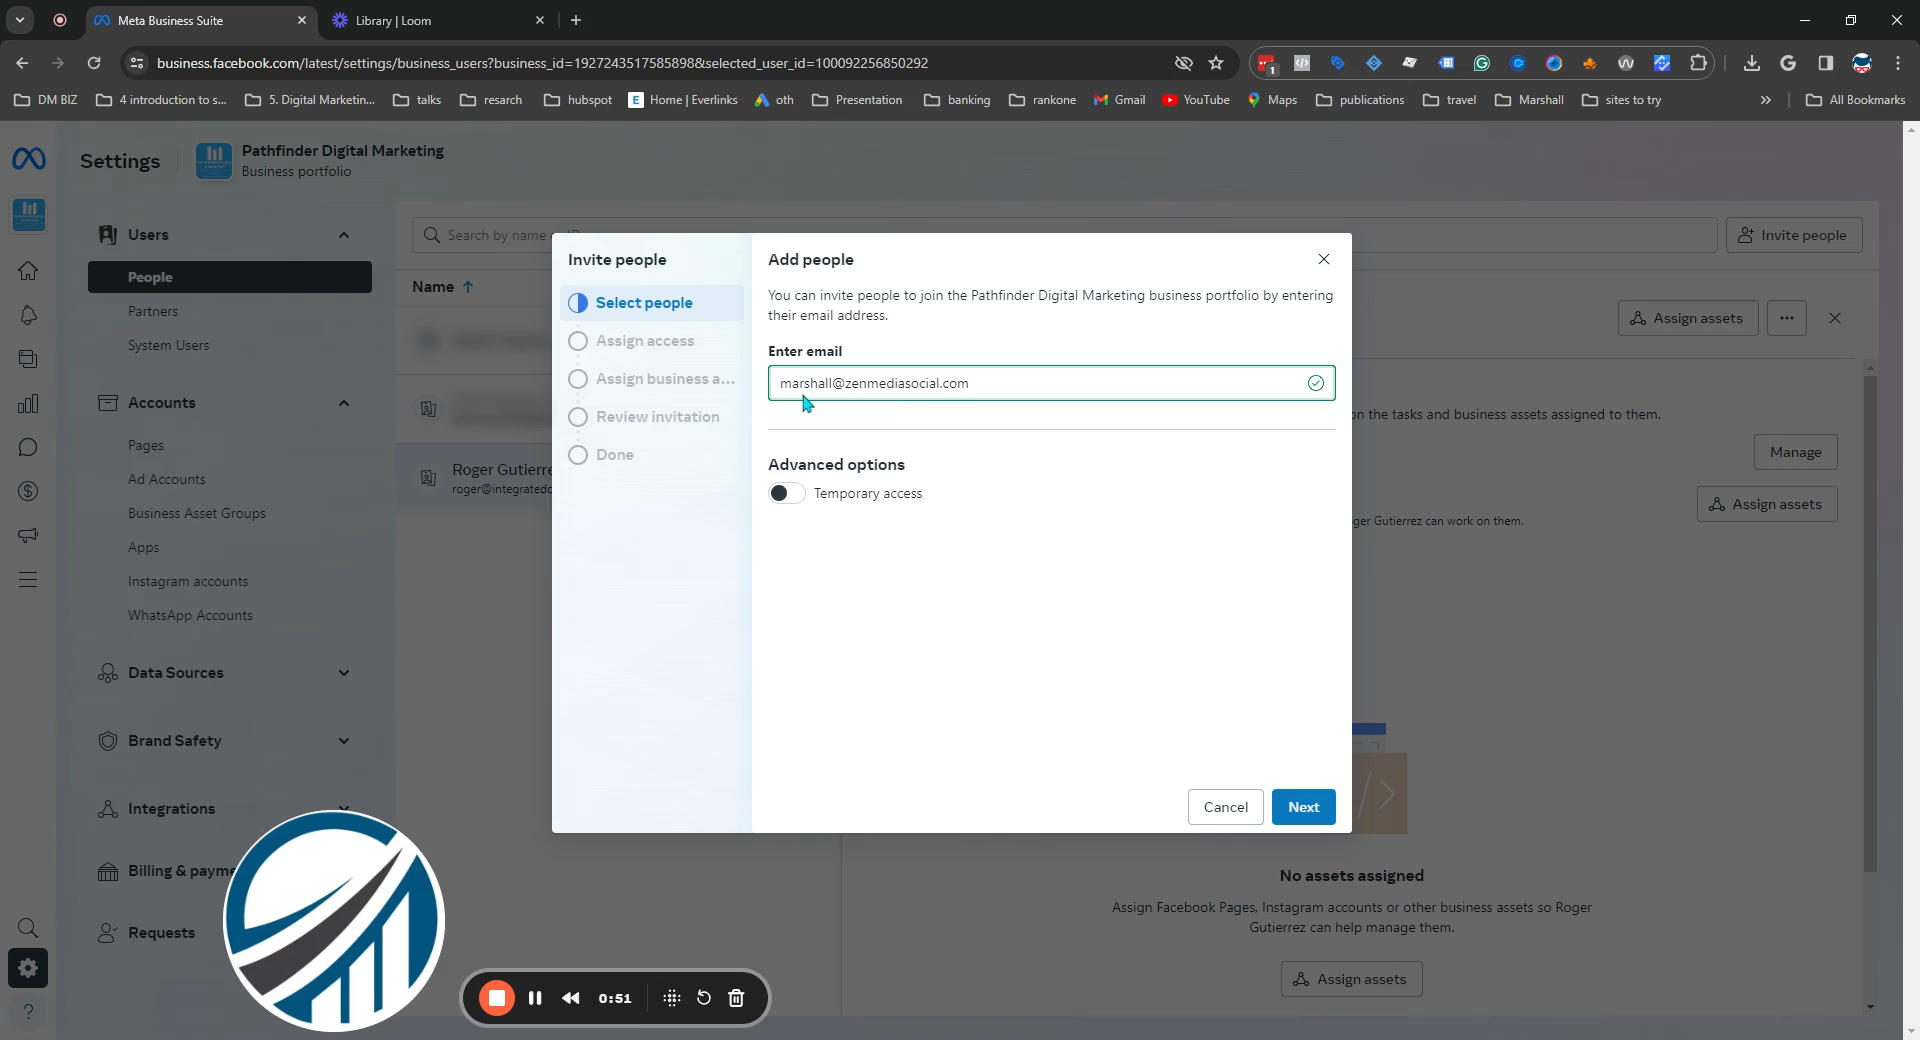 Meta Business Suite
Library | Loom
business.facebook.com/latest/settings/business_users?business_id=1927243517585898&selected_user_id=100092256850292
1
DM BIZ
4 introduction to s...
5. Digital Marketin...
talks
resarch
hubspot
E Home | Everlinks
oth
Presentation
banking
rankone
Gmail
YouTube
Maps
publications
travel
Marshall
sites to try
»
All Bookmarks
Settings
Pathfinder Digital Marketing
Business portfolio
Users
People
Partners
System Users
Accounts
Pages
Ad Accounts
Business Asset Groups
Apps
Instagram accounts
WhatsApp Accounts
Data Sources
Brand Safety
Integrations
Billing & payme
Requests
Search by name
Invite people
Name
Roger Gutierre
roger@integratedc
Invite people
Select people
Assign access
Assign business a...
Review invitation
Done
Add people
You can invite people to join the Pathfinder Digital Marketing business portfolio by entering
their email address.
Enter email
marshall@zenmediasocial.com
Advanced options
Temporary access
Cancel
Next
Assign assets
on the tasks and business assets assigned to them.
Manage
Assign assets
ger Gutierrez can work on them.
No assets assigned
Assign Facebook Pages, Instagram accounts or other business assets so Roger
Gutierrez can help manage them.
Assign assets
0:51